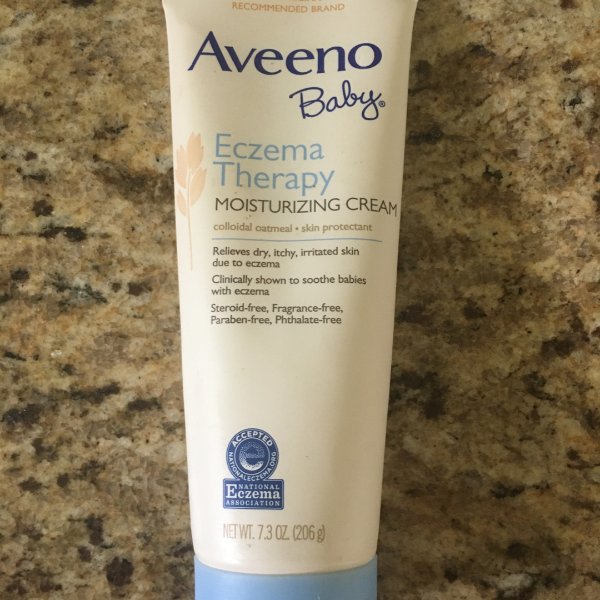 RECOMMENDED BRAND
Aveeno
Baby®
Eczema
Therapy
MOISTURIZING CREAM
colloidal oatmeal • skin protectant
Relieves dry, itchy, irritated skin
due to eczema
Clinically shown to soothe babies
with eczema
Steroid-free, Fragrance-free,
Paraben-free, Phthalate-free
ACCEPTED
NATIONALECZEMA.ORG
NATIONAL
Eczema
ASSOCIATION
NET WT. 7.3 OZ. (206 g)